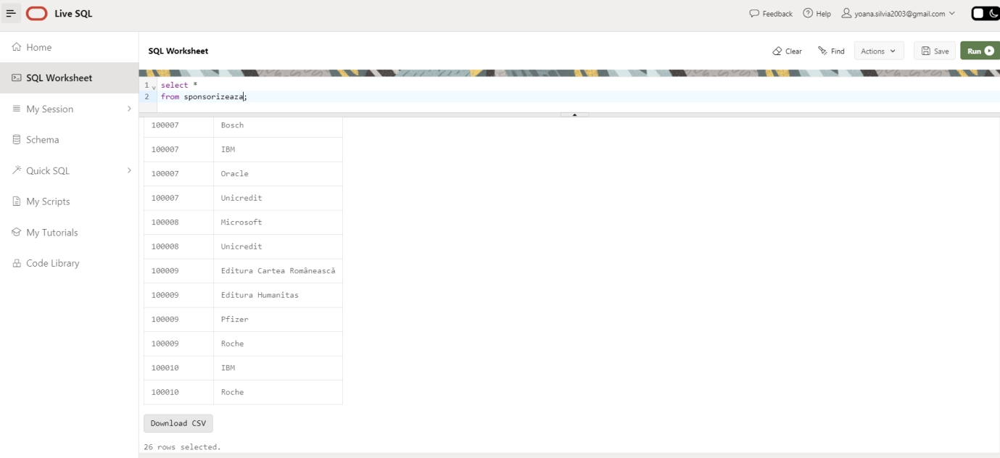 Live SQL
Feedback
Help
yoana.silvia2003@gmail.com
Home
SQL Worksheet
My Session
Schema
Quick SQL
My Scripts
My Tutorials
Code Library
SQL Worksheet
Clear
Find
Actions
Save
Run
1 select *
2 from sponsorizeaza;
100007 Bosch
100007 IBM
100007 Oracle
100007 Unicredit
100008 Microsoft
100008 Unicredit
100009 Editura Cartea Românească
100009 Editura Humanitas
100009 Pfizer
100009 Roche
100010 IBM
100010 Roche
Download CSV
26 rows selected.